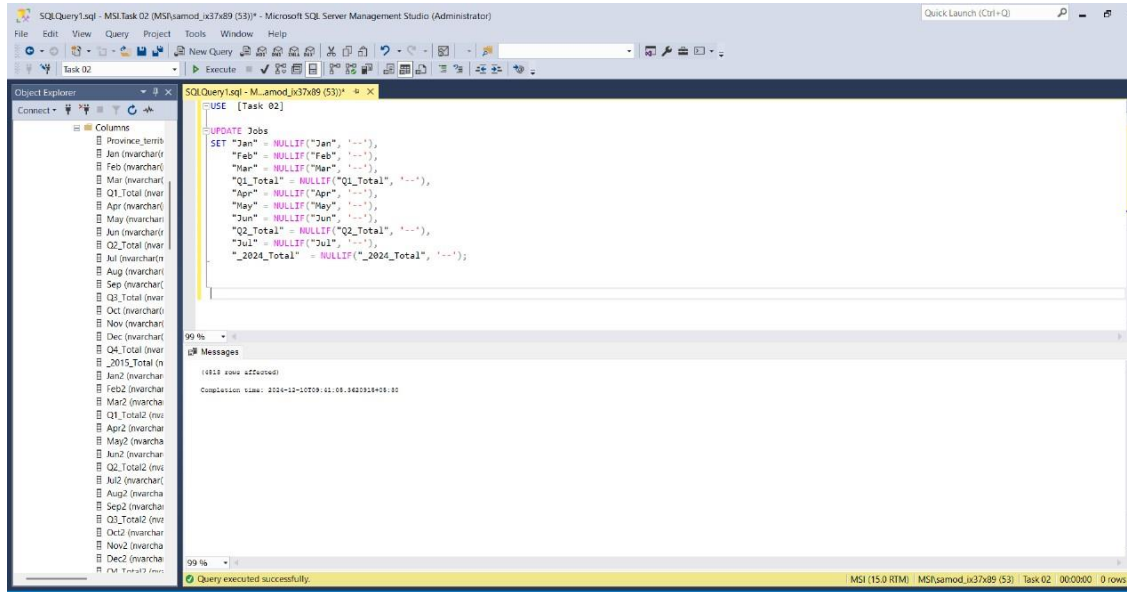 SQLQuery1.sql - MSI.Task 02 (MSI\samod_ix37x89 (53))* - Microsoft SQL Server Management Studio (Administrator)
Quick Launch (Ctrl+Q)
File Edit View Query Project Tools Window Help
New Query
Task 02
Execute
Object Explorer
SQLQuery1.sql - M...amod_ix37x89 (53))*
Connect
Columns
Province_territ
Jan (nvarchar(r
Feb (nvarchar(
Mar (nvarchar(
Q1_Total (nvar
Apr (nvarchar(
May (nvarchar
Jun (nvarchar(r
Q2_Total (nvar
Jul (nvarchar(n
Aug (nvarchar(
Sep (nvarchar(
Q3_Total (nvar
Oct (nvarchar(
Nov (nvarchar(
Dec (nvarchar(
Q4_Total (nvar
_2015_Total (n
Jan2 (nvarchar
Feb2 (nvarchar
Mar2 (nvarcha
Q1_Total2 (nva
Apr2 (nvarchar
May2 (nvarcha
Jun2 (nvarchar
Q2_Total2 (nva
Jul2 (nvarchar(
Aug2 (nvarcha
Sep2 (nvarchar
Q3_Total2 (nva
Oct2 (nvarchar
Nov2 (nvarcha
Dec2 (nvarcha
USE [Task 02]
UPDATE Jobs
SET "Jan" = NULLIF("Jan", '--'),
"Feb" = NULLIF("Feb", '--'),
"Mar" = NULLIF("Mar", '--'),
"Q1_Total" = NULLIF("Q1_Total", '--'),
"Apr" = NULLIF("Apr", '--'),
"May" = NULLIF("May", '--'),
"Jun" = NULLIF("Jun", '--'),
"Q2_Total" = NULLIF("Q2_Total", '--'),
"Jul" = NULLIF("Jul", '--'),
"_2024_Total" = NULLIF("_2024_Total", '--');
99 %
Messages
rows affected)
Completion time:
99 %
Query executed successfully.
MSI (15.0 RTM) MSI\samod_ix37x89 (53) Task 02 00:00:00 0 rows